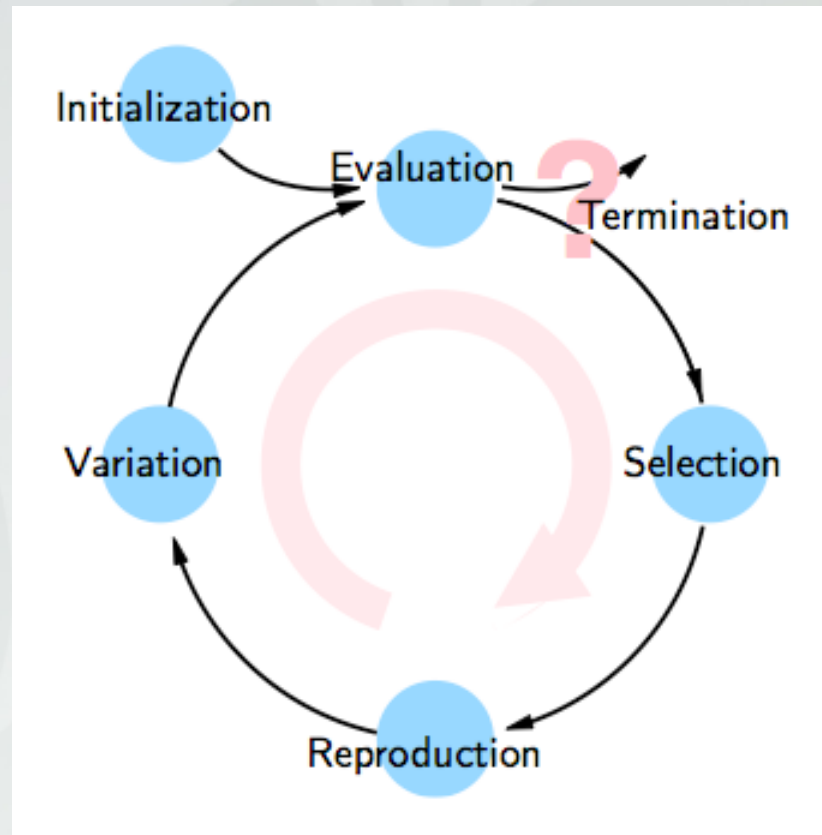 Initialization
Evaluation
?
Termination
Variation
Selection
Reproduction